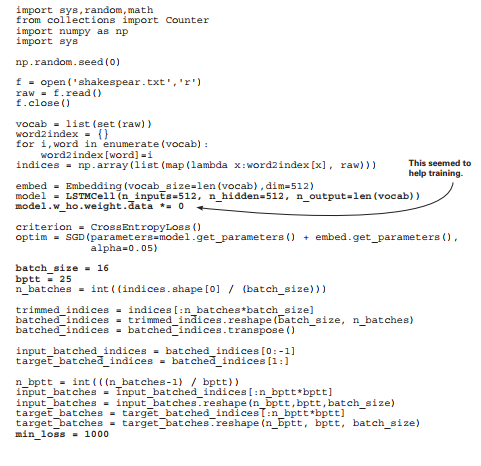 import sys,random,math
from collections import Counter
import numpy as np
import sys

np.random.seed(0)

f = open('shakespear.txt','r')
raw = f.read()
f.close()

vocab = list(set(raw))
word2index = {}
for i,word in enumerate(vocab):
    word2index[word]=i
indices = np.array(list(map(lambda x:word2index[x], raw)))

This seemed to
help training.

embed = Embedding(vocab_size=len(vocab),dim=512)
model = LSTMCell(n_inputs=512, n_hidden=512, n_output=len(vocab))
model.w_ho.weight.data *= 0

criterion = CrossEntropyLoss()
optim = SGD(parameters=model.get_parameters() + embed.get_parameters(),
            alpha=0.05)

batch_size = 16
bptt = 25
n_batches = int((indices.shape[0] / (batch_size)))

trimmed_indices = indices[:n_batches*batch_size]
batched_indices = trimmed_indices.reshape(batch_size, n_batches)
batched_indices = batched_indices.transpose()

input_batched_indices = batched_indices[0:-1]
target_batched_indices = batched_indices[1:]

n_bptt = int(((n_batches-1) / bptt))
input_batches = input_batched_indices[:n_bptt*bptt]
input_batches = input_batches.reshape(n_bptt,bptt,batch_size)
target_batches = target_batched_indices[:n_bptt*bptt]
target_batches = target_batches.reshape(n_bptt, bptt, batch_size)
min_loss = 1000